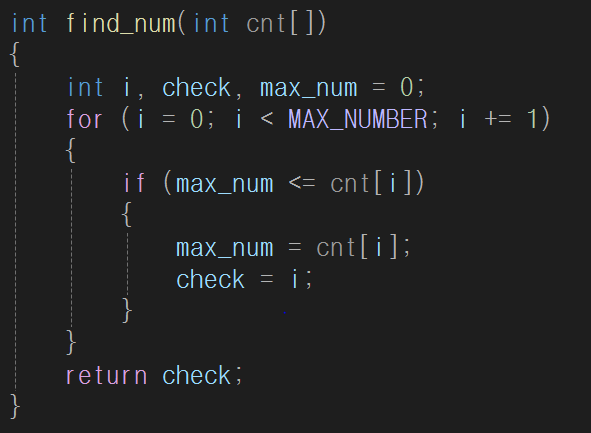 int find_num(int cnt[])
{
int i, check, max_num = 0;
for (i = 0; i < MAX_NUMBER; i += 1)
{
if (max_num <= cnt[i])
{
max_num = cnt[i];
check = i;
}
}
return check;
}